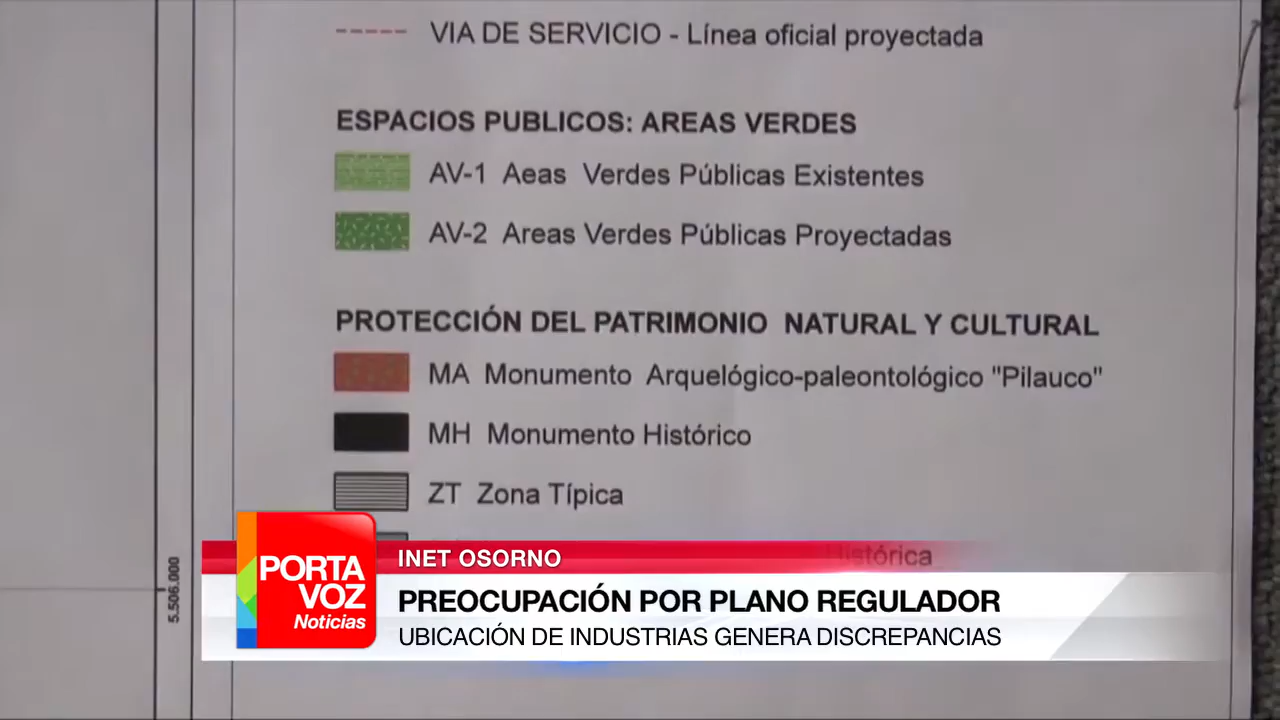 VIA DE SERVICIO - Línea oficial proyectada
ESPACIOS PUBLICOS: AREAS VERDES
AV-1 Aeas Verdes Públicas Existentes
AV-2 Areas Verdes Públicas Proyectadas
PROTECCIÓN DEL PATRIMONIO NATURAL Y CULTURAL
MA Monumento Arquelógico-paleontológico "Pilauco"
MH Monumento Histórico
ZT Zona Típica
Histórica
5.506.000
PORTA
VOZ
Noticias
INET OSORNO
PREOCUPACIÓN POR PLANO REGULADOR
UBICACIÓN DE INDUSTRIAS GENERA DISCREPANCIAS